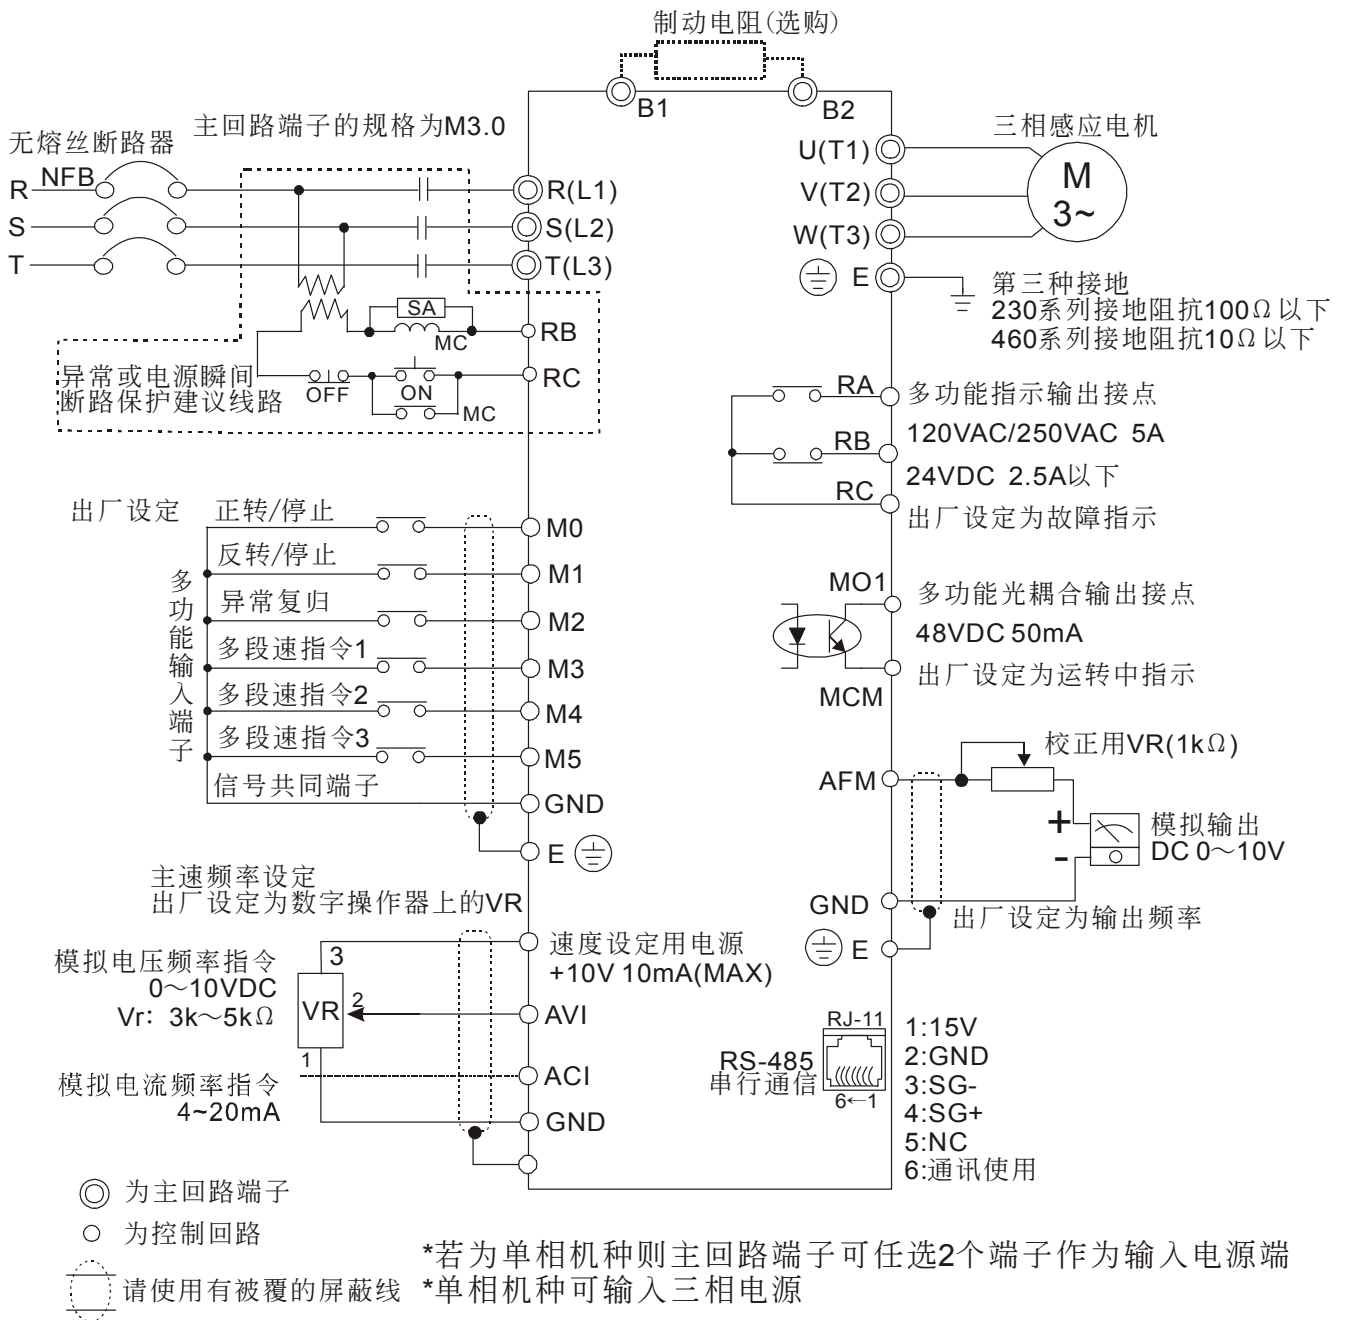 制动电阻(选购)
B1
B2
主回路端子的规格为M3.0
无熔丝断路器
NFB
R
S
T
R(L1)
S(L2)
T(L3)
SA
MC
RB
RC
OFF
ON
MC
异常或电源瞬间
断路保护建议线路
三相感应电机
U(T1)
V(T2)
W(T3)
M
3~
E
第三种接地
230系列接地阻抗100Ω以下
460系列接地阻抗10Ω以下
RA
RB
RC
多功能指示输出接点
120VAC/250VAC 5A
24VDC 2.5A以下
出厂设定为故障指示
出厂设定
正转/停止
反转/停止
异常复归
多段速指令1
多段速指令2
多段速指令3
信号共同端子
多功能输入端子
M0
M1
M2
M3
M4
M5
GND
E
MO1
MCM
多功能光耦合输出接点
48VDC 50mA
出厂设定为运转中指示
校正用VR(1kΩ)
AFM
+
-
模拟输出
DC 0～10V
GND
出厂设定为输出频率
E
主速频率设定
出厂设定为数字操作器上的VR
模拟电压频率指令
0～10VDC
Vr: 3k～5kΩ
3
VR
2
1
速度设定用电源
+10V 10mA(MAX)
AVI
ACI
GND
模拟电流频率指令
4~20mA
RJ-11
RS-485
串行通信
6←1
1:15V
2:GND
3:SG-
4:SG+
5:NC
6:通讯使用
为主回路端子
为控制回路
请使用有被覆的屏蔽线
*若为单相机种则主回路端子可任选2个端子作为输入电源端
*单相机种可输入三相电源